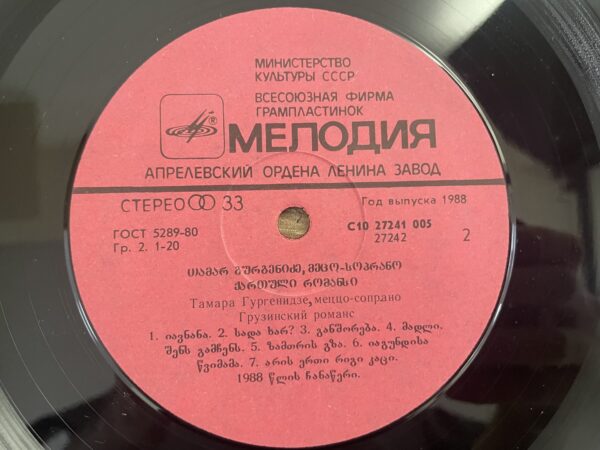 МИНИСТЕРСТВО
КУЛЬТУРЫ СССР
ВСЕСОЮЗНАЯ ФИРМА
ГРАМПЛАСТИНОК
®
МЕЛОДИЯ
АПРЕЛЕВСКИЙ ОРДЕНА ЛЕНИНА ЗАВОД
СТЕРЕО 33
Год выпуска 1988
ГОСТ 5289-80
С10 27241 005
Гр. 2. 1-20
27242
2
თამარ გურგენიძე, მეცო-სოპრანო
ქართული რომანსი
Тамара Гургенидзе, меццо-сопрано
Грузинский романс
1. იავნანა. 2. სადა ხარ? 3. განშორება. 4. მადლი
შენს გამჩენს. 5. ზამთრის გზა. 6. იაგუნდისა
წვიმამა. 7. არის ერთი რიგი კაცი.
1988 წლის ჩანაწერი.